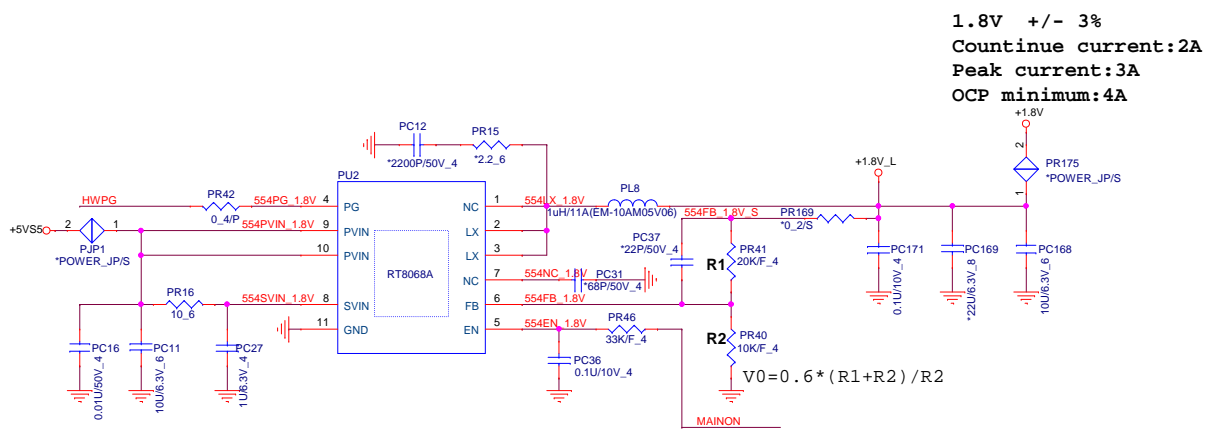 1.8V +/- 3%
Countinue current:2A
Peak current:3A
OCP minimum:4A
+1.8V
2
PR175
*POWER_JP/S
1
+1.8V_L
PC12
*2200P/50V_4
PR15
*2.2_6
PU2
HWPG
PR42
0_4/P
554PG_1.8V
4
PG
NC
1
554LX_1.8V
PL8
1uH/11A(EM-10AM05V06)
554FB_1.8V_S
PR169
*0_2/S
+5VS5
2
1
PJP1
*POWER_JP/S
554PVIN_1.8V
9
PVIN
LX
2
10
PVIN
LX
3
RT8068A
PC37
*22P/50V_4
R1
PR41
20K/F_4
PC171
0.1U/10V_4
PC169
*22U/6.3V_8
PC168
10U/6.3V_6
NC
7
554NC_1.8V
PC31
*68P/50V_4
PR16
10_6
554SVIN_1.8V
8
SVIN
FB
6
554FB_1.8V
11
GND
EN
5
554EN_1.8V
PR46
33K/F_4
R2
PR40
10K/F_4
PC16
0.01U/50V_4
PC11
10U/6.3V_6
PC27
1U/6.3V_4
PC36
0.1U/10V_4
V0=0.6*(R1+R2)/R2
MAINON